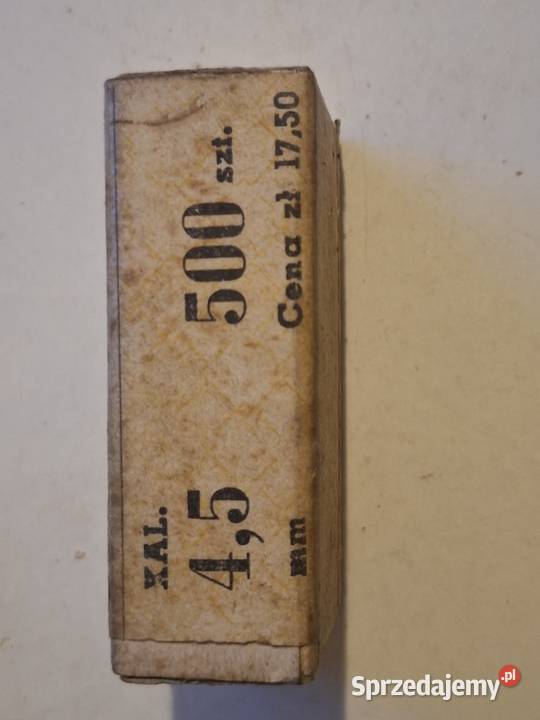 KAL.
4,5 500 szt.
mm Cena zł 17,50
Sprzedajemy.pl